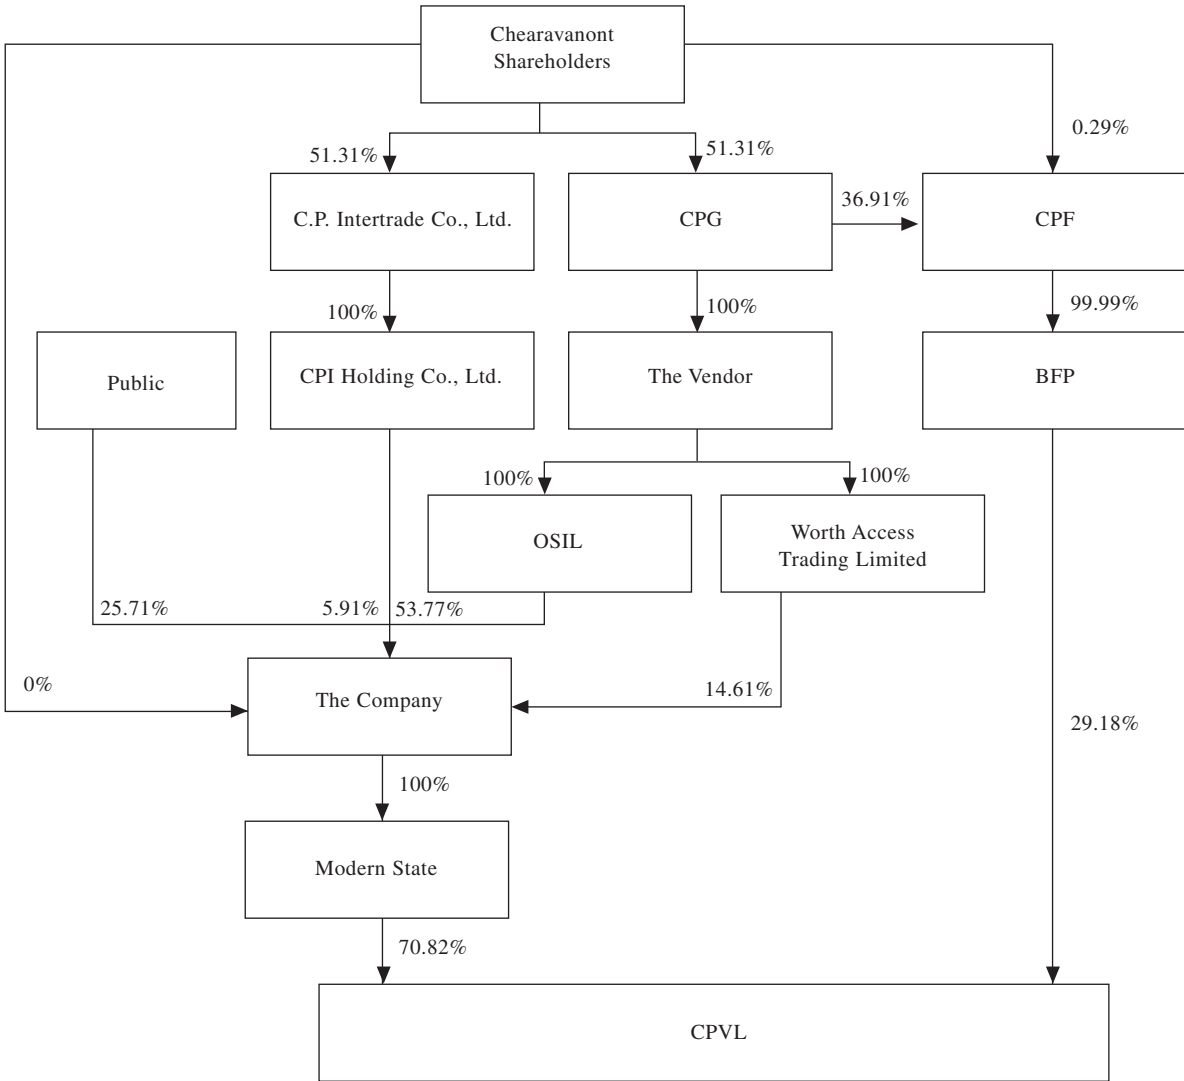 Chearavanont
Shareholders
0.29%
51.31%
51.31%
C.P. Intertrade Co., Ltd.
CPG
36.91%
CPF
100%
100%
99.99%
Public
CPI Holding Co., Ltd.
The Vendor
BFP
100%
100%
OSIL
Worth Access
Trading Limited
25.71%
5.91%
53.77%
0%
The Company
14.61%
29.18%
100%
Modern State
70.82%
CPVL